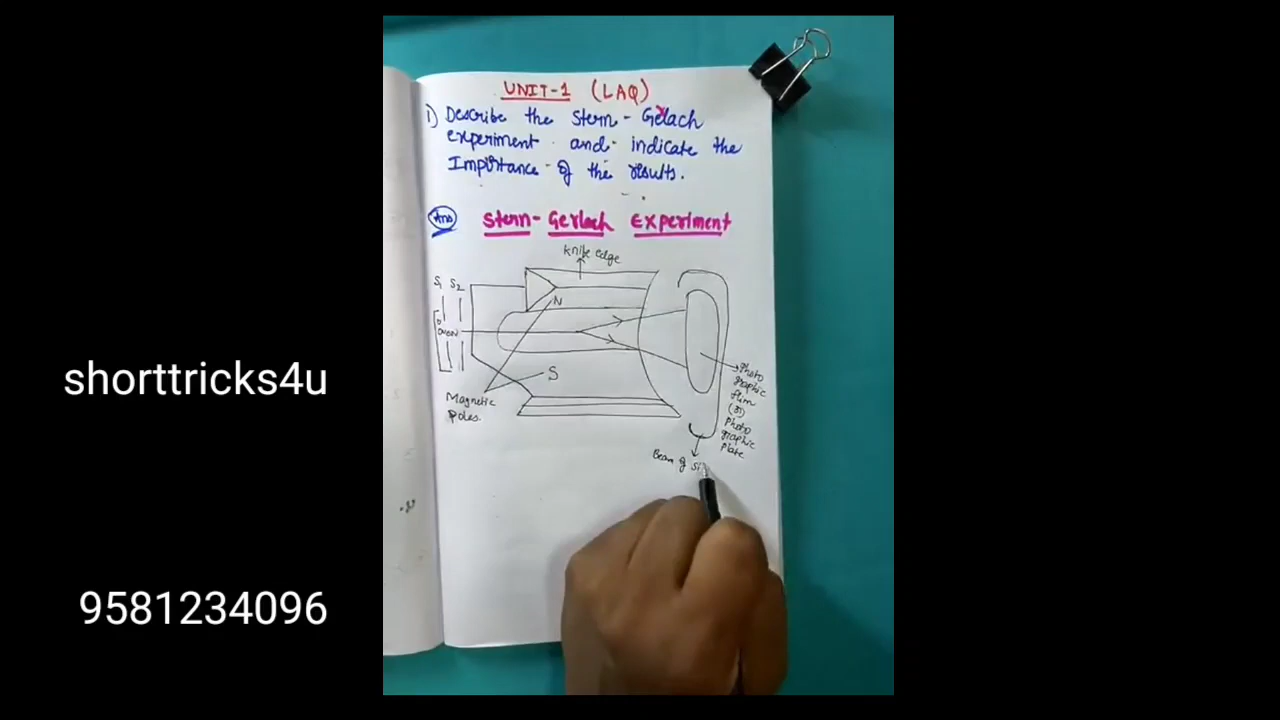 UNIT-1 (LAQ)
1) Describe the Stern-Gerlach
experiment and indicate the
Importance of the results.
Ans
Stern-Gerlach Experiment
knife edge
S1 S2
N
OVEN
S
Magnetic
Poles.
Photo
graphic
flim
(or)
Photo
graphic
Plate
Beam of
shorttricks4u
9581234096